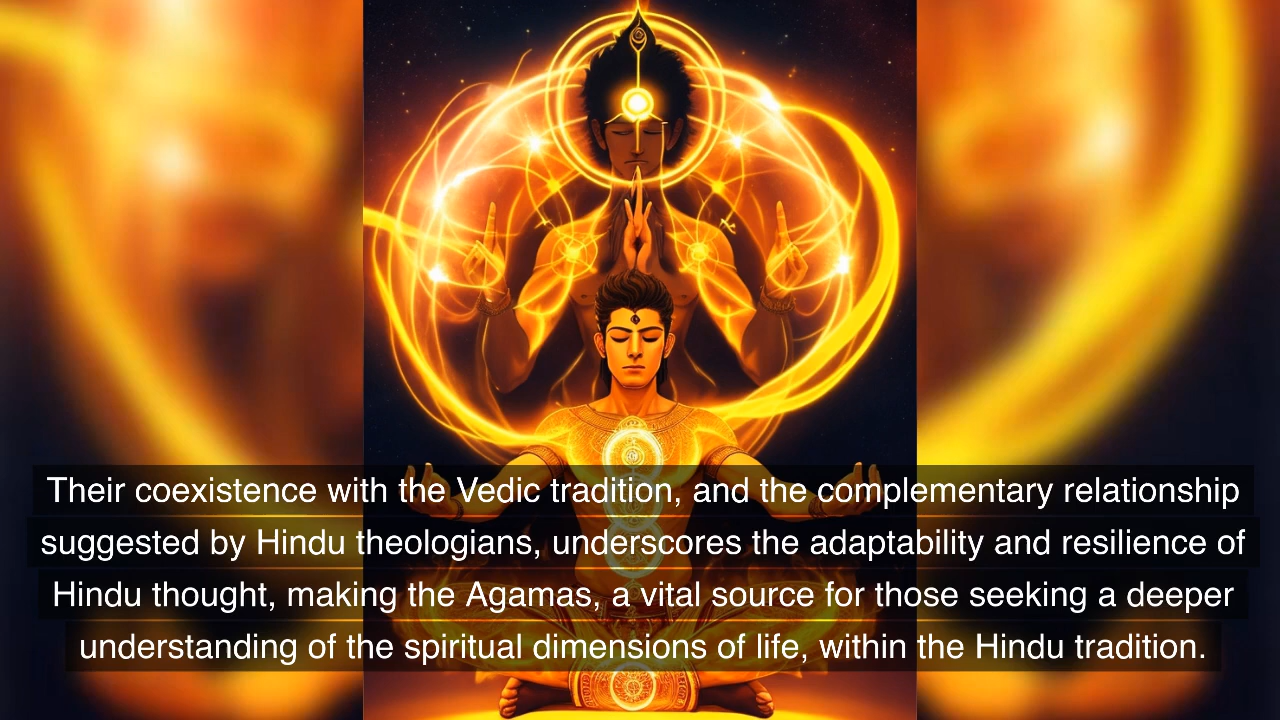 Their coexistence with the Vedic tradition, and the complementary relationship
suggested by Hindu theologians, underscores the adaptability and resilience of
Hindu thought, making the Agamas, a vital source for those seeking a deeper
understanding of the spiritual dimensions of life, within the Hindu tradition.